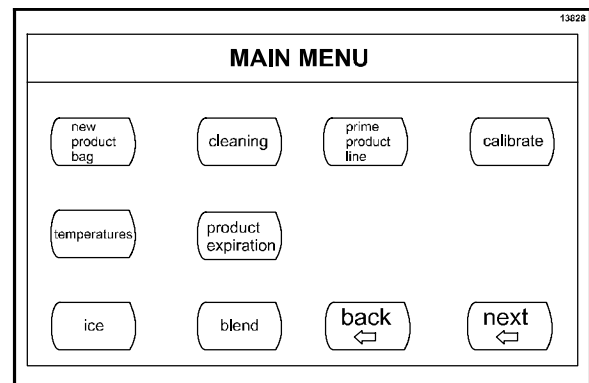 13828
MAIN MENU
new
product
bag
cleaning
prime
product
line
calibrate
temperatures
product
expiration
ice
blend
back
next